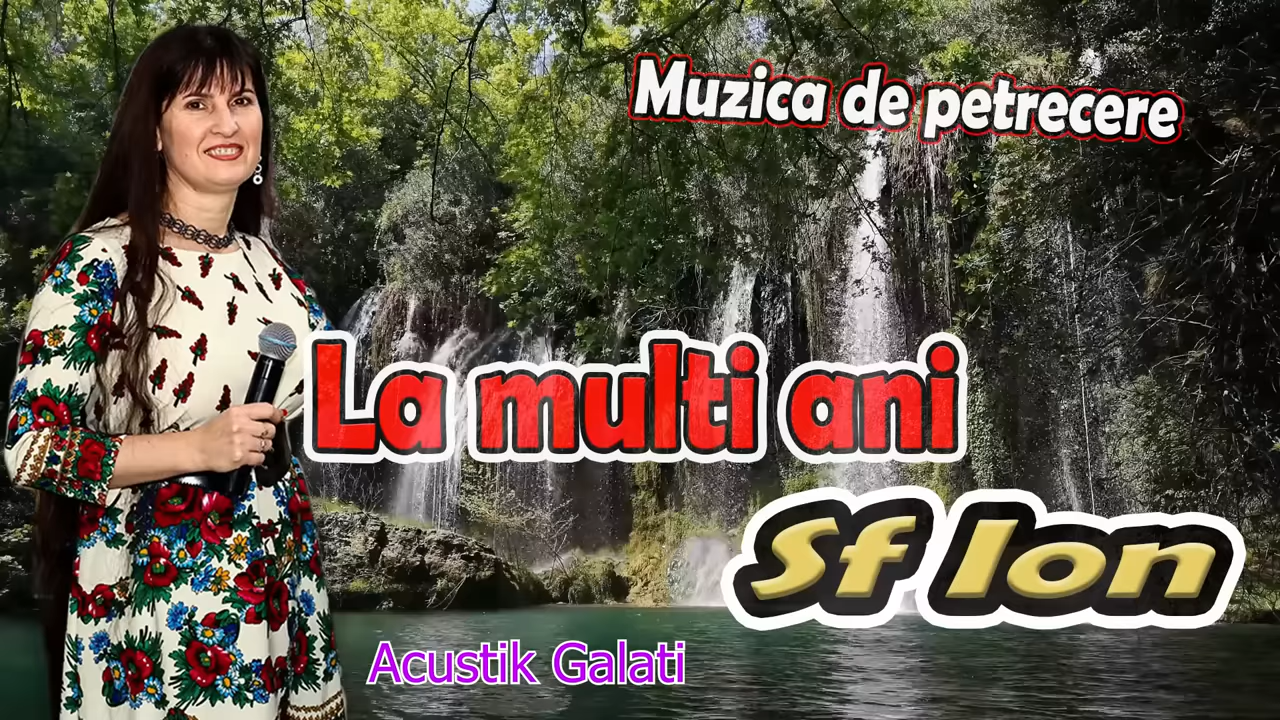 Muzica de petrecere
La multi ani
Sf Ion
Acustik Galati